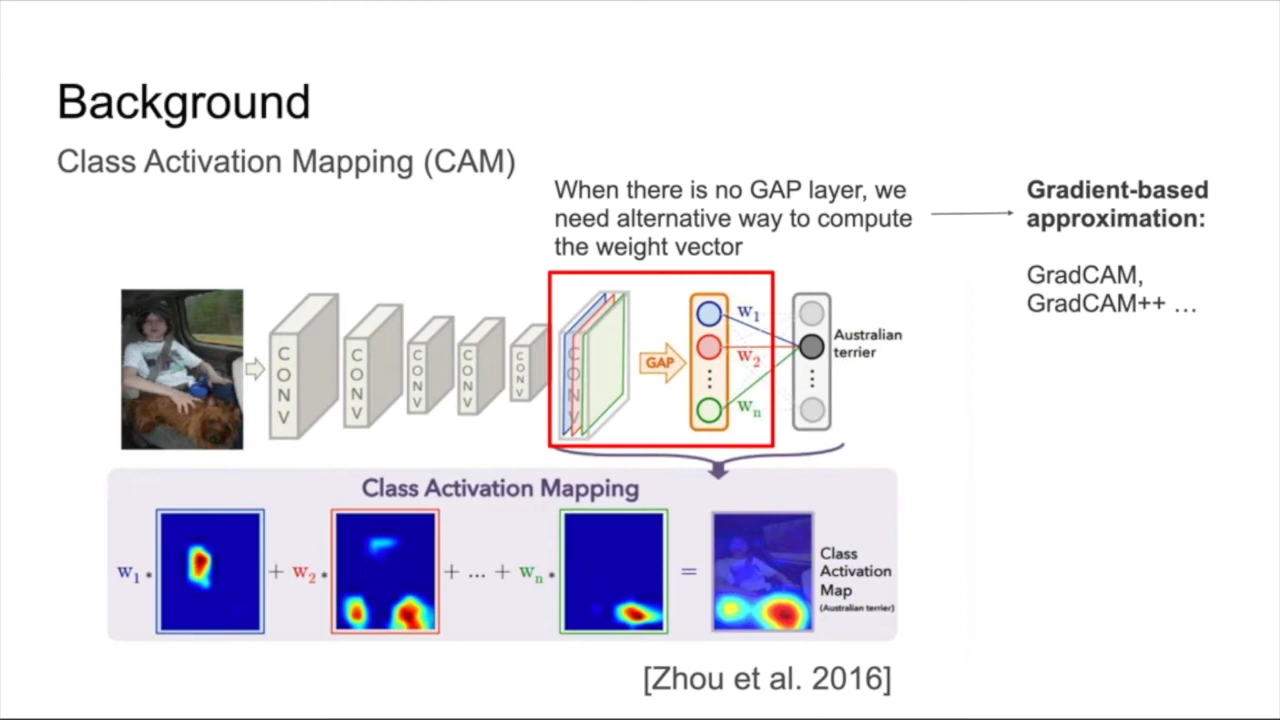 Background
Class Activation Mapping (CAM)
When there is no GAP layer, we
need alternative way to compute
the weight vector
Gradient-based
approximation:
GradCAM,
GradCAM++ …
CONV
CONV
CONV
CONV
CONV
CONV
GAP
w1
w2
wn
Australian
terrier
Class Activation Mapping
w1 * + w2 * + ... + wn * =
Class
Activation
Map
(Australian terrier)
[Zhou et al. 2016]